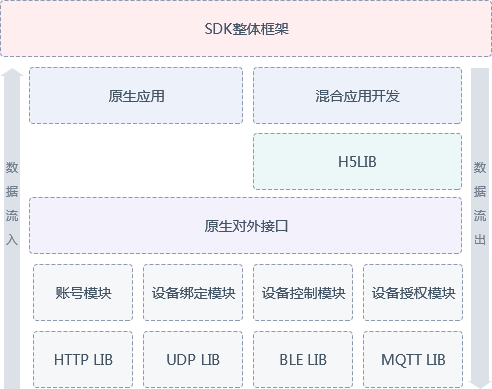 SDK整体框架
原生应用
混合应用开发
H5LIB
数据流入
数据流出
原生对外接口
账号模块
设备绑定模块
设备控制模块
设备授权模块
HTTP LIB
UDP LIB
BLE LIB
MQTT LIB